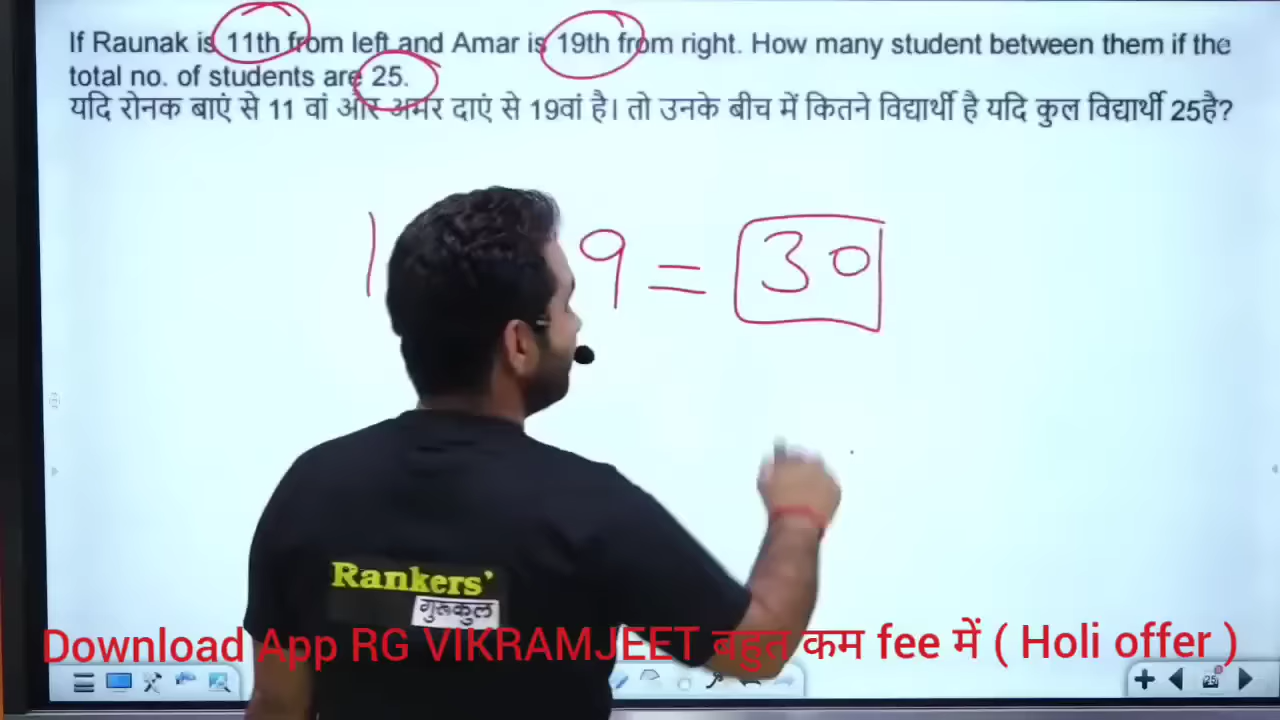 If Raunak is 11th from left and Amar is 19th from right. How many student between them if the
total no. of students are 25.
यदि रोनक बाएं से 11 वां और अमर दाएं से 19वां है। तो उनके बीच में कितने विद्यार्थी है यदि कुल विद्यार्थी 25है?
1 9 = 30
Rankers'
गुरुकुल
Download App RG VIKRAMJEET बहुत कम fee में ( Holi offer )
25